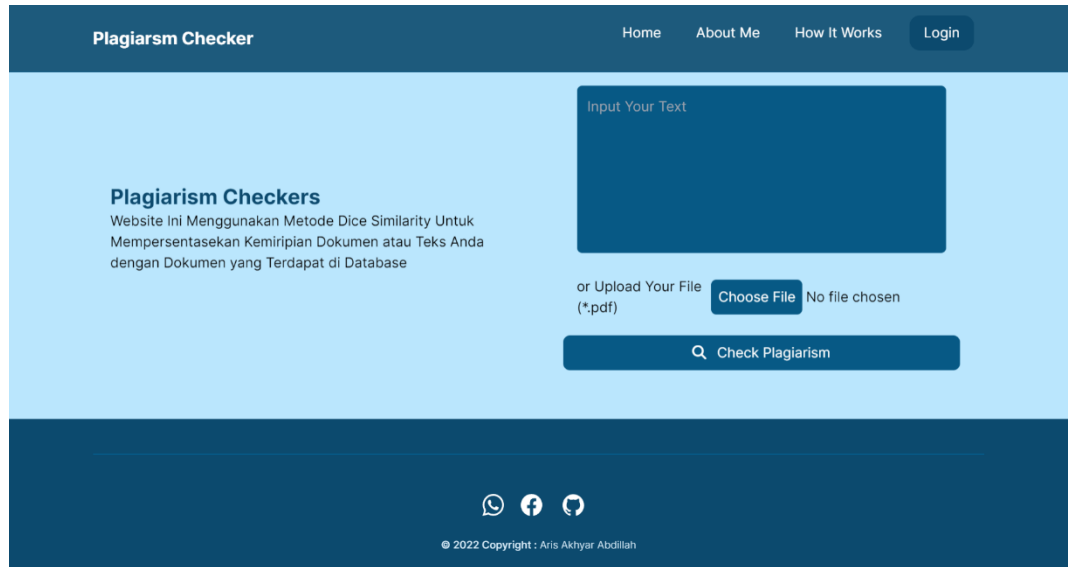 Plagiarsm Checker
Home
About Me
How It Works
Login
Input Your Text
Plagiarism Checkers
Website Ini Menggunakan Metode Dice Similarity Untuk
Mempersentasekan Kemiripian Dokumen atau Teks Anda
dengan Dokumen yang Terdapat di Database
or Upload Your File
(*.pdf)
Choose File
No file chosen
Check Plagiarism
© 2022 Copyright : Aris Akhyar Abdillah